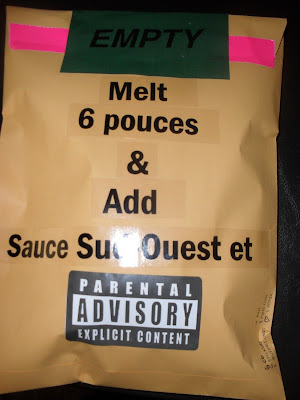 EMPTY
Melt
6 pouces
&
Add
Sauce Sud Ouest et
PARENTAL
ADVISORY
EXPLICIT CONTENT